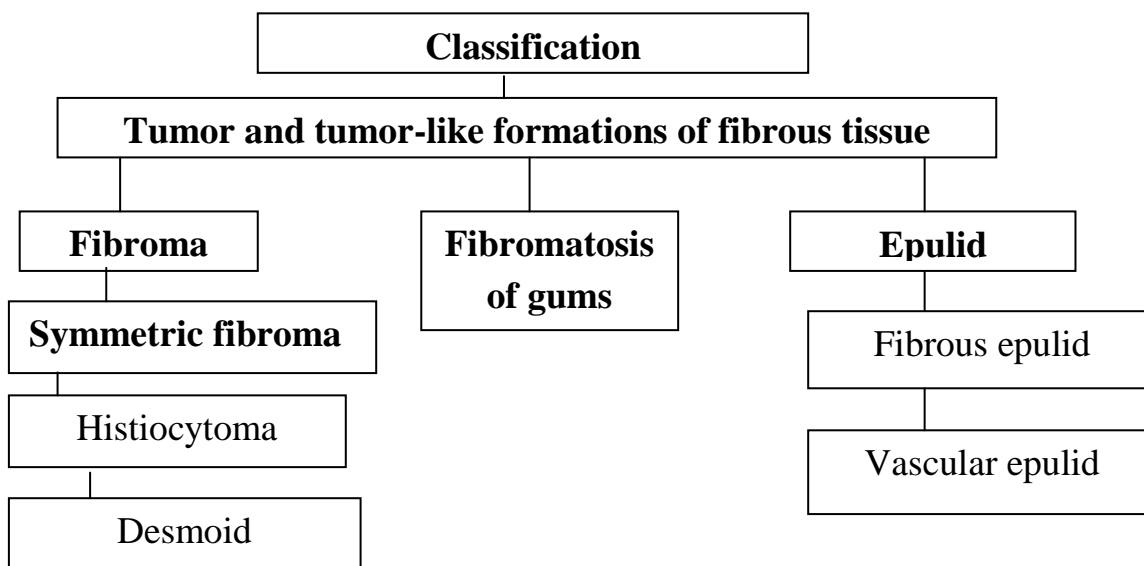 Classification
Tumor and tumor-like formations of fibrous tissue
Fibroma
Fibromatosis
of gums
Epulid
Symmetric fibroma
Fibrous epulid
Histiocytoma
Vascular epulid
Desmoid